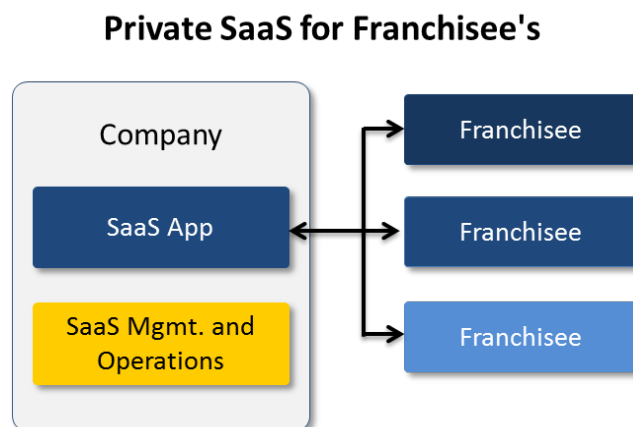 Private SaaS for Franchisee's
Company
SaaS App
SaaS Mgmt. and
Operations
Franchisee
Franchisee
Franchisee